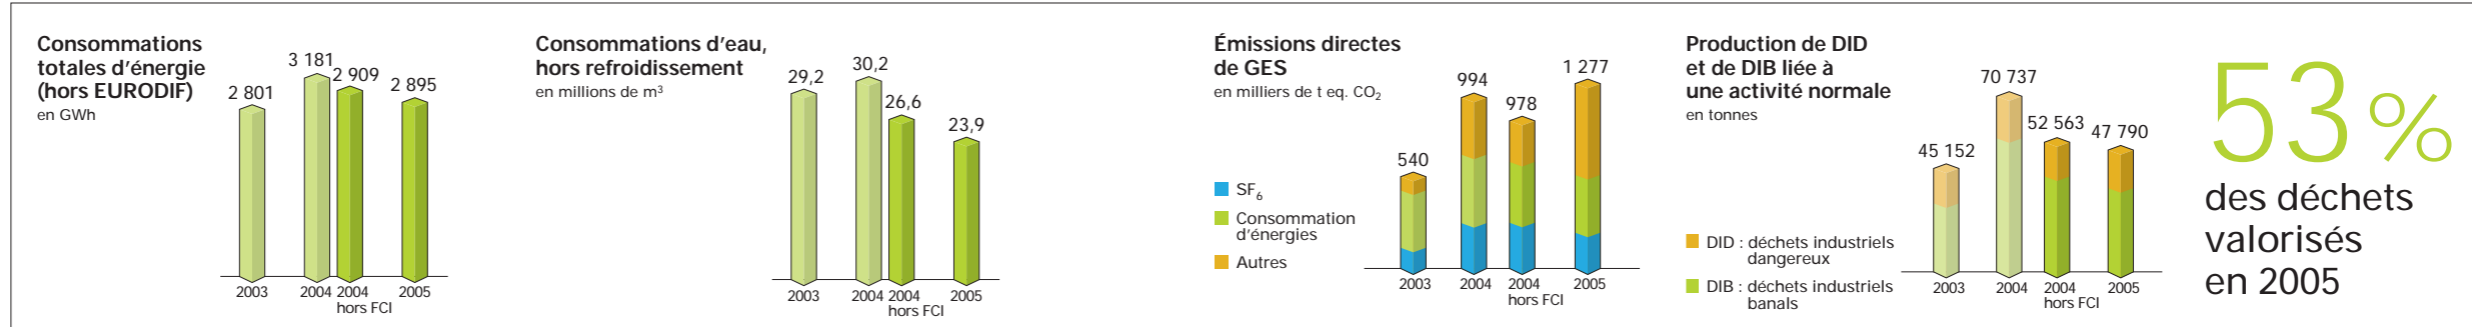 Consommations
totales d'énergie
(hors EURODIF)
en GWh
2 801
3 181
2 909
2 895
2003
2004
2004
hors FCI
2005
Consommations d'eau,
hors refroidissement
en millions de m³
29,2
30,2
26,6
23,9
2003
2004
2004
hors FCI
2005
Émissions directes
de GES
en milliers de t eq. CO₂
SF₆
Consommation
d'énergies
Autres
540
994
978
1 277
2003
2004
2004
hors FCI
2005
Production de DID
et de DIB liée à
une activité normale
en tonnes
DID : déchets industriels
dangereux
DIB : déchets industriels
banals
45 152
70 737
52 563
47 790
2003
2004
2004
hors FCI
2005
53 %
des déchets
valorisés
en 2005